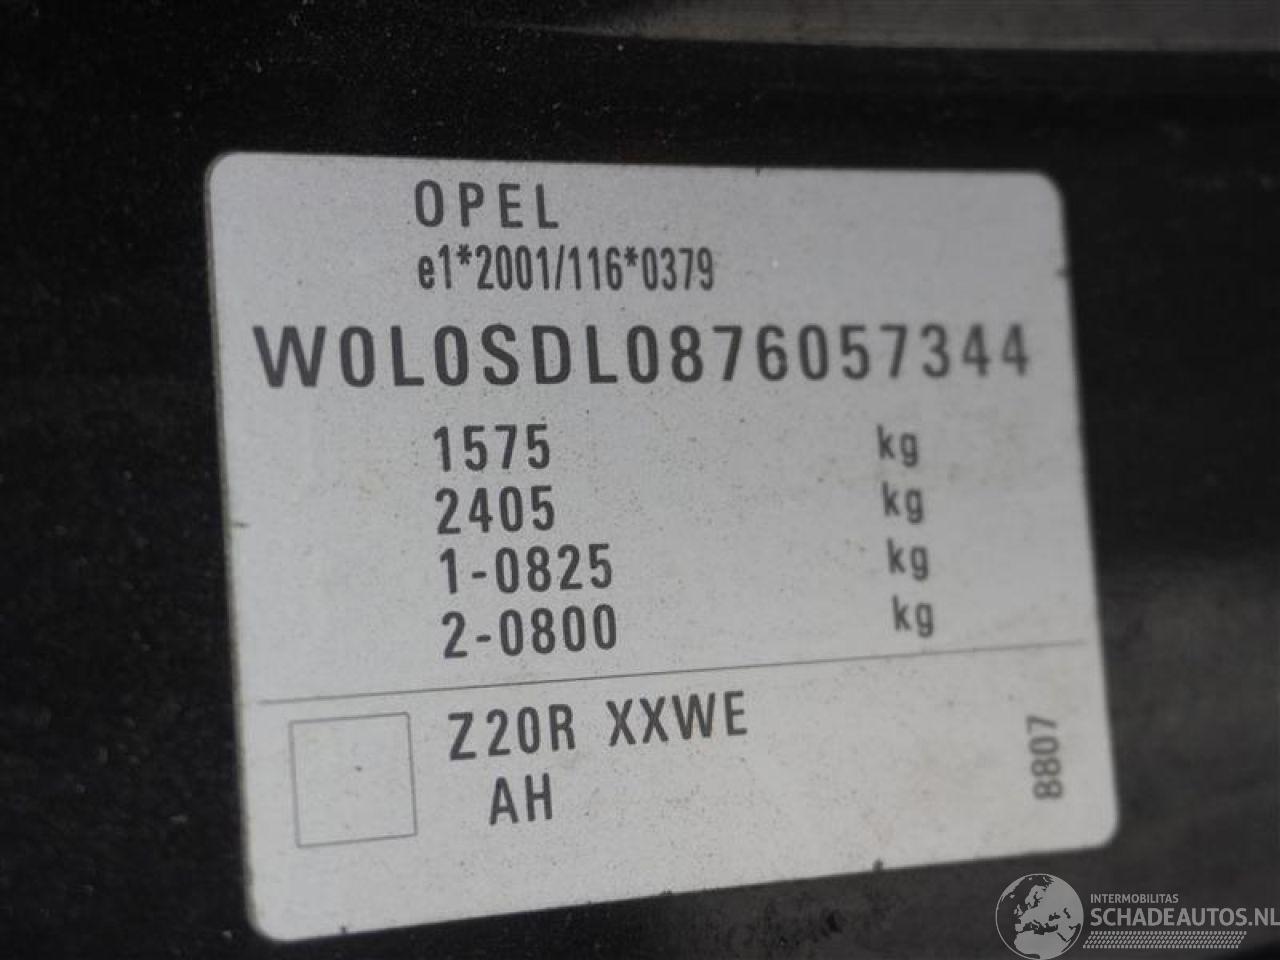 OPEL
e1*2001/116*0379
W0L0SDL0876057344
1575 kg
2405 kg
1-0825 kg
2-0800 kg
Z20R XXWE
AH
8807
INTERMOBILITAS
SCHADEAUTOS.NL